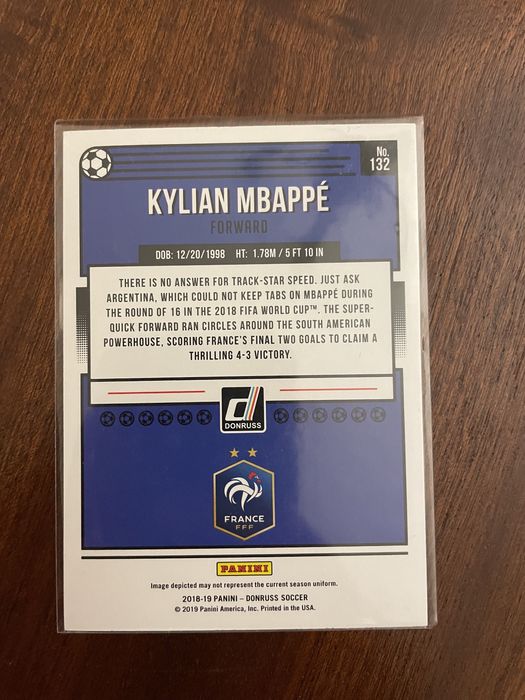 No.
132
KYLIAN MBAPPÉ
FORWARD
DOB: 12/20/1998 HT: 1.78M / 5 FT 10 IN
THERE IS NO ANSWER FOR TRACK-STAR SPEED. JUST ASK
ARGENTINA, WHICH COULD NOT KEEP TABS ON MBAPPÉ DURING
THE ROUND OF 16 IN THE 2018 FIFA WORLD CUP™. THE SUPER-
QUICK FORWARD RAN CIRCLES AROUND THE SOUTH AMERICAN
POWERHOUSE, SCORING FRANCE'S FINAL TWO GOALS TO CLAIM A
THRILLING 4-3 VICTORY.
d
DONRUSS
FRANCE
FFF
PANINI
Image depicted may not represent the current season uniform.
2018-19 PANINI – DONRUSS SOCCER
© 2019 Panini America, Inc. Printed in the USA.